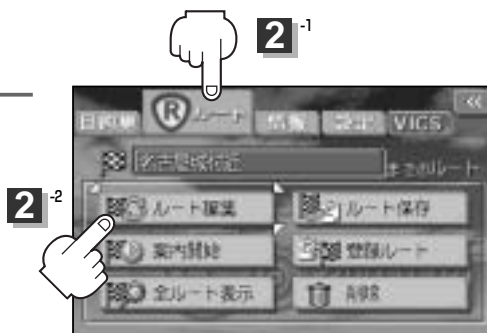 2-1
目的地 R ルート 情報 設定 VICS «
名古屋城付近 までのルート
2-2
ルート編集 ルート保存
案内開始 登録ルート
全ルート表示 削除